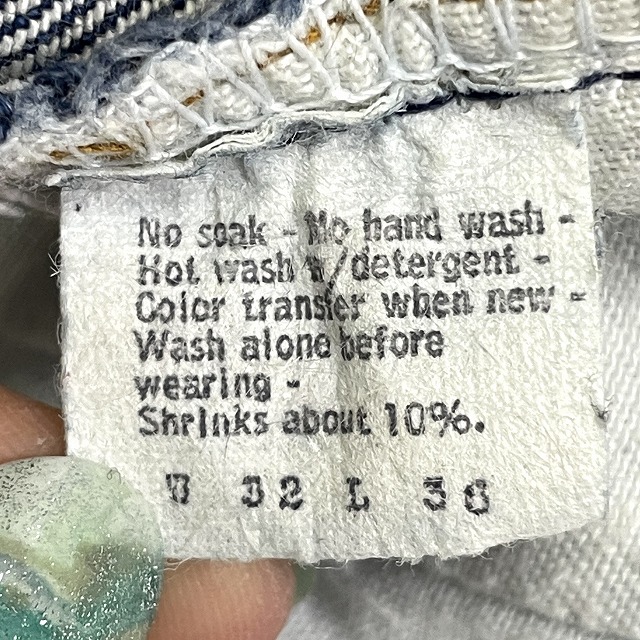 No soak - No hand wash -
Hot wash w/detergent -
Color transfer when new -
Wash alone before
wearing -
Shrinks about 10%.
32 L 36